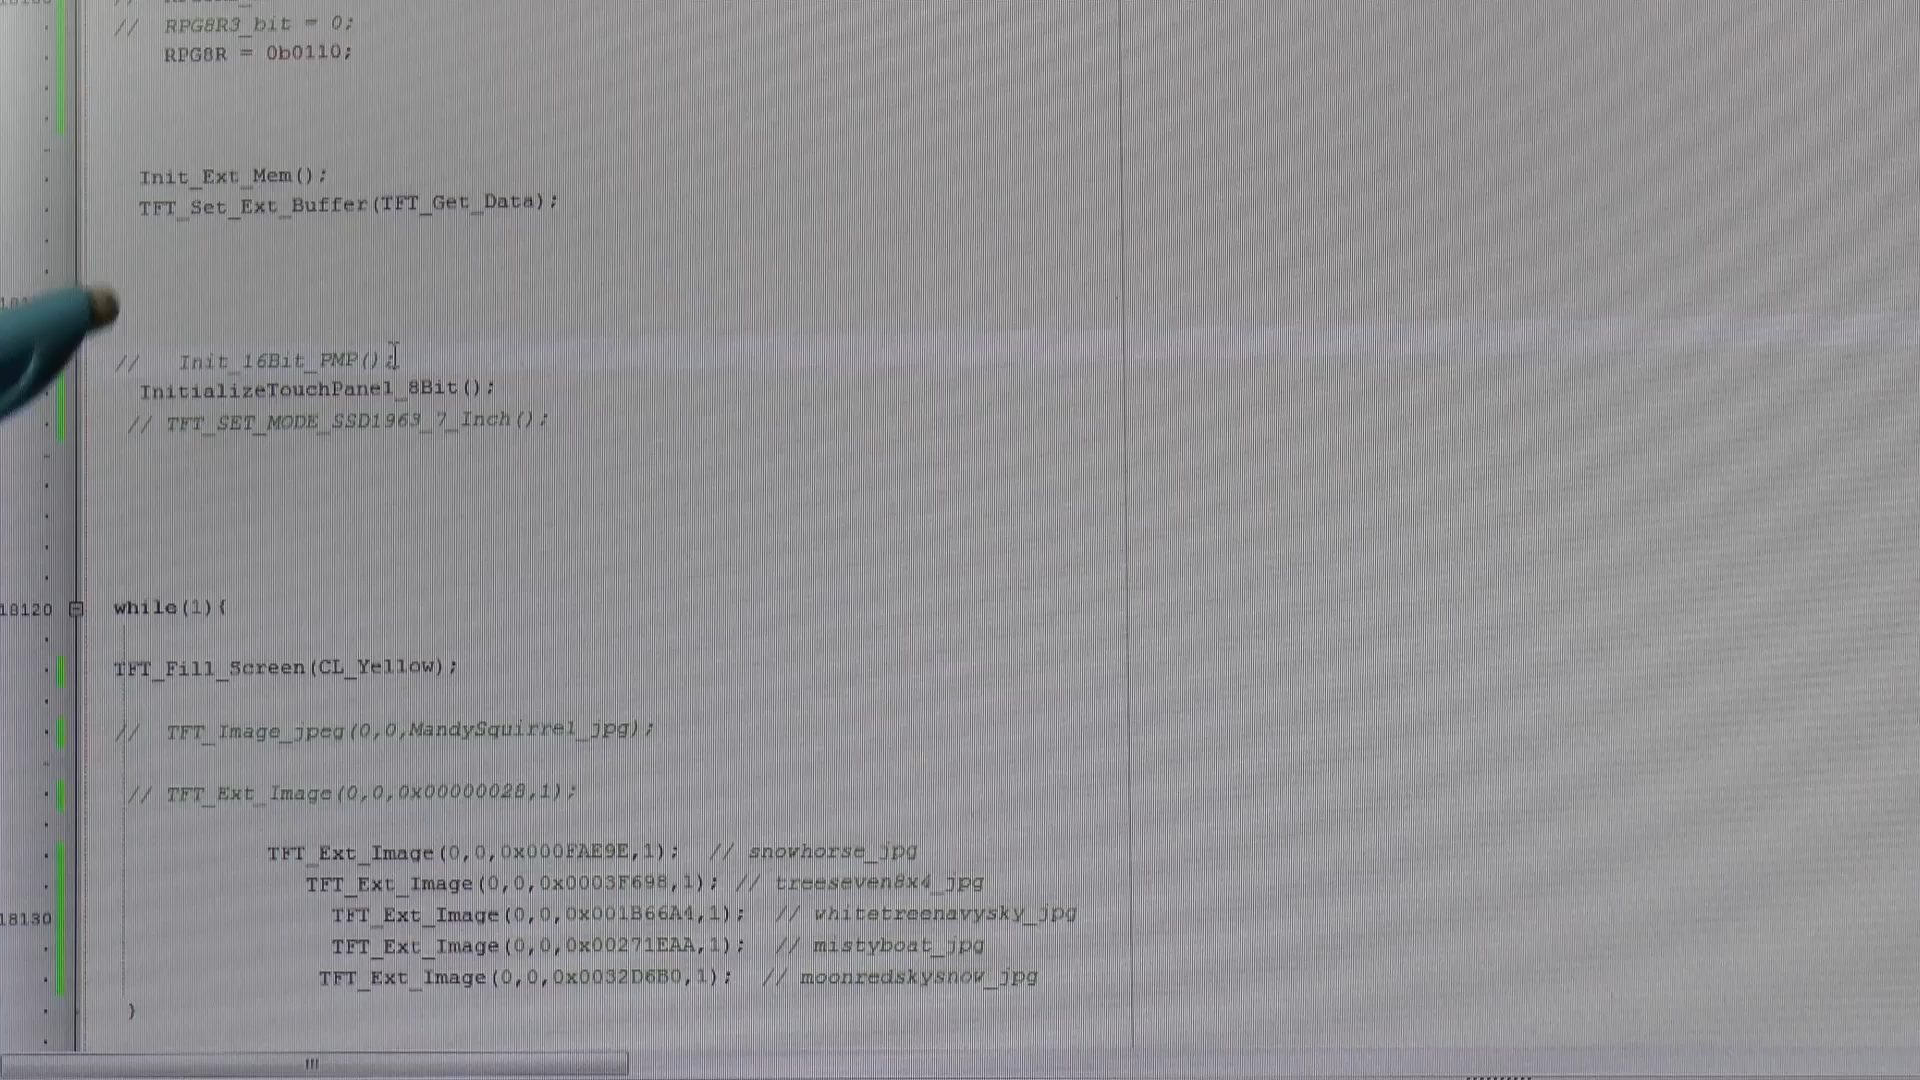 // RPG8R3_bit = 0;
RPG8R = 0b0110;
Init_Ext_Mem();
TFT_Set_Ext_Buffer(TFT_Get_Data);
// Init_16Bit_PMP();
InitializeTouchPanel_8Bit();
// TFT_SET_MODE_SSD1963_7_Inch();
18120 while(1){
TFT_Fill_Screen(CL_Yellow);
// TFT_Image_jpeg(0,0,MandySquirrel_jpg);
// TFT_Ext_Image(0,0,0x00000028,1);
TFT_Ext_Image(0,0,0x000FAE9E,1); // snowhorse_jpg
TFT_Ext_Image(0,0,0x0003F698,1); // treeseven8x4_jpg
18130 TFT_Ext_Image(0,0,0x001B66A4,1); // whitetreenavysky_jpg
TFT_Ext_Image(0,0,0x00271EAA,1); // mistyboat_jpg
TFT_Ext_Image(0,0,0x0032D6B0,1); // moonredskysnow_jpg
}